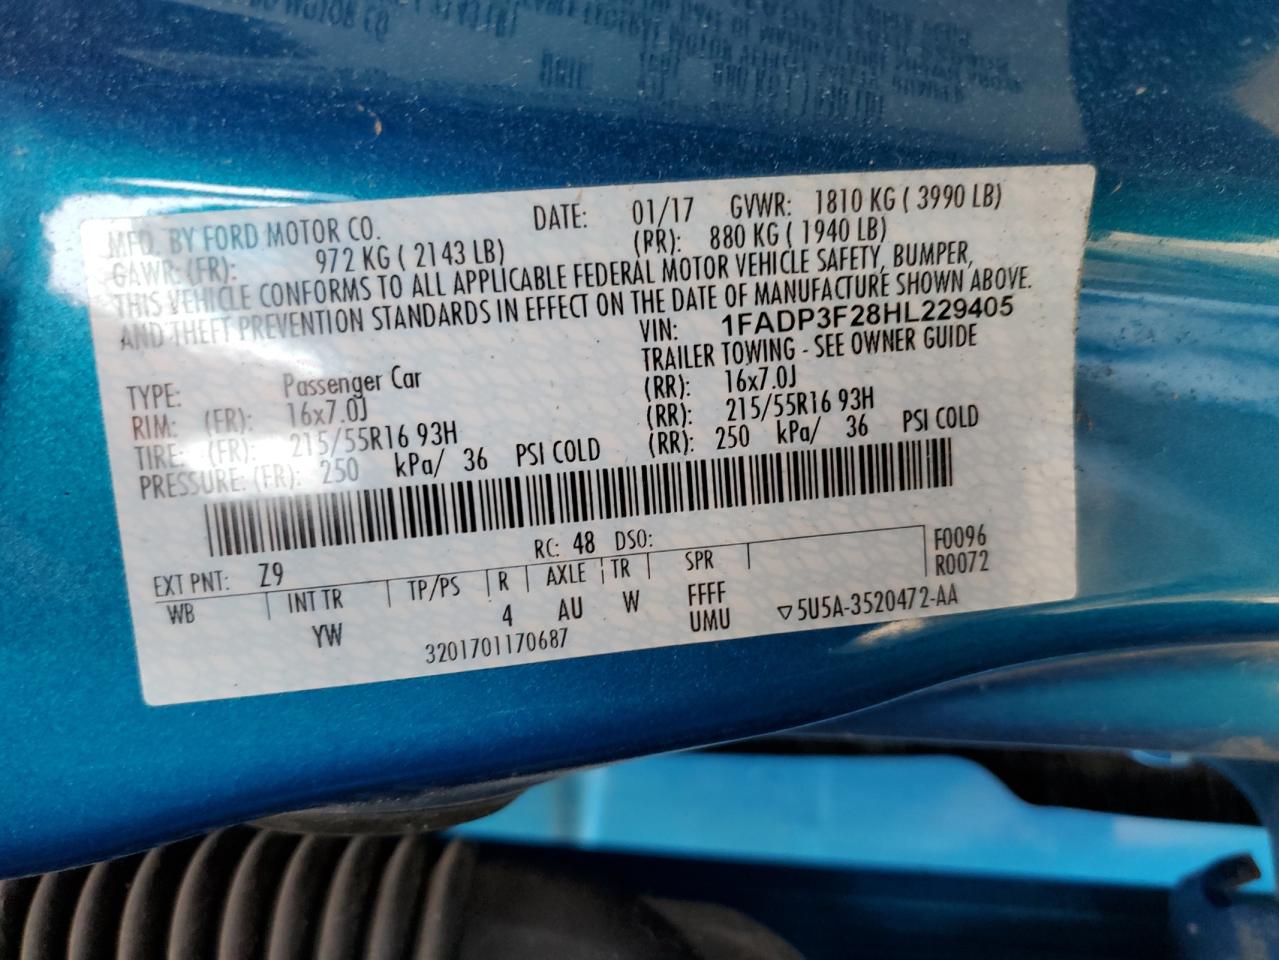 MFD. BY FORD MOTOR CO. DATE: 01/17 GVWR: 1810 KG ( 3990 LB)
GAWR: (FR): 972 KG ( 2143 LB) (RR): 880 KG ( 1940 LB)
THIS VEHICLE CONFORMS TO ALL APPLICABLE FEDERAL MOTOR VEHICLE SAFETY, BUMPER,
AND THEFT PREVENTION STANDARDS IN EFFECT ON THE DATE OF MANUFACTURE SHOWN ABOVE.
VIN: 1FADP3F28HL229405
TRAILER TOWING - SEE OWNER GUIDE
TYPE: Passenger Car
RIM: (FR): 16x7.0J (RR): 16x7.0J
TIRE: (FR): 215/55R16 93H (RR): 215/55R16 93H
PRESSURE: (FR): 250 kPa/ 36 PSI COLD (RR): 250 kPa/ 36 PSI COLD
RC: 48 DSO: F0096
EXT PNT: Z9 R0072
WB INT TR TP/PS R AXLE TR SPR
YW 4 AU W FFFF
3201701170687 UMU ▽5U5A-3520472-AA